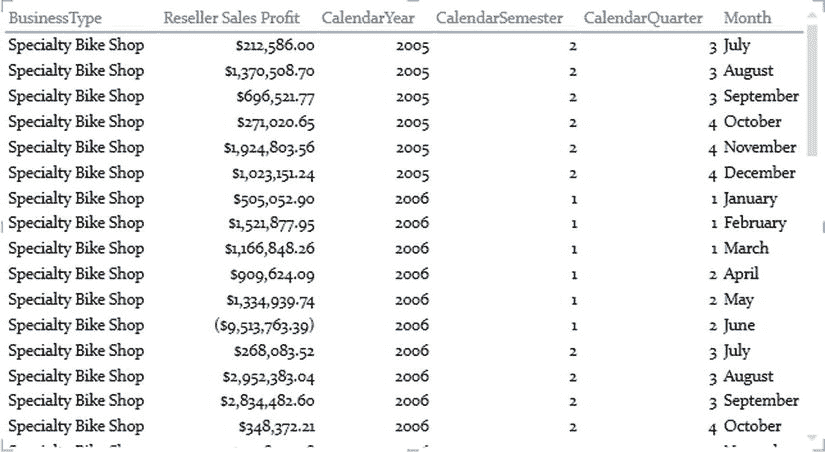 BusinessType Reseller Sales Profit CalendarYear CalendarSemester CalendarQuarter Month
Specialty Bike Shop $212,586.00 2005 2 3 July
Specialty Bike Shop $1,370,508.70 2005 2 3 August
Specialty Bike Shop $696,521.77 2005 2 3 September
Specialty Bike Shop $271,020.65 2005 2 4 October
Specialty Bike Shop $1,924,803.56 2005 2 4 November
Specialty Bike Shop $1,023,151.24 2005 2 4 December
Specialty Bike Shop $505,052.90 2006 1 1 January
Specialty Bike Shop $1,521,877.95 2006 1 1 February
Specialty Bike Shop $1,166,848.26 2006 1 1 March
Specialty Bike Shop $909,624.09 2006 1 2 April
Specialty Bike Shop $1,334,939.74 2006 1 2 May
Specialty Bike Shop ($9,513,763.39) 2006 1 2 June
Specialty Bike Shop $268,083.52 2006 2 3 July
Specialty Bike Shop $2,952,383.04 2006 2 3 August
Specialty Bike Shop $2,834,482.60 2006 2 3 September
Specialty Bike Shop $348,372.21 2006 2 4 October